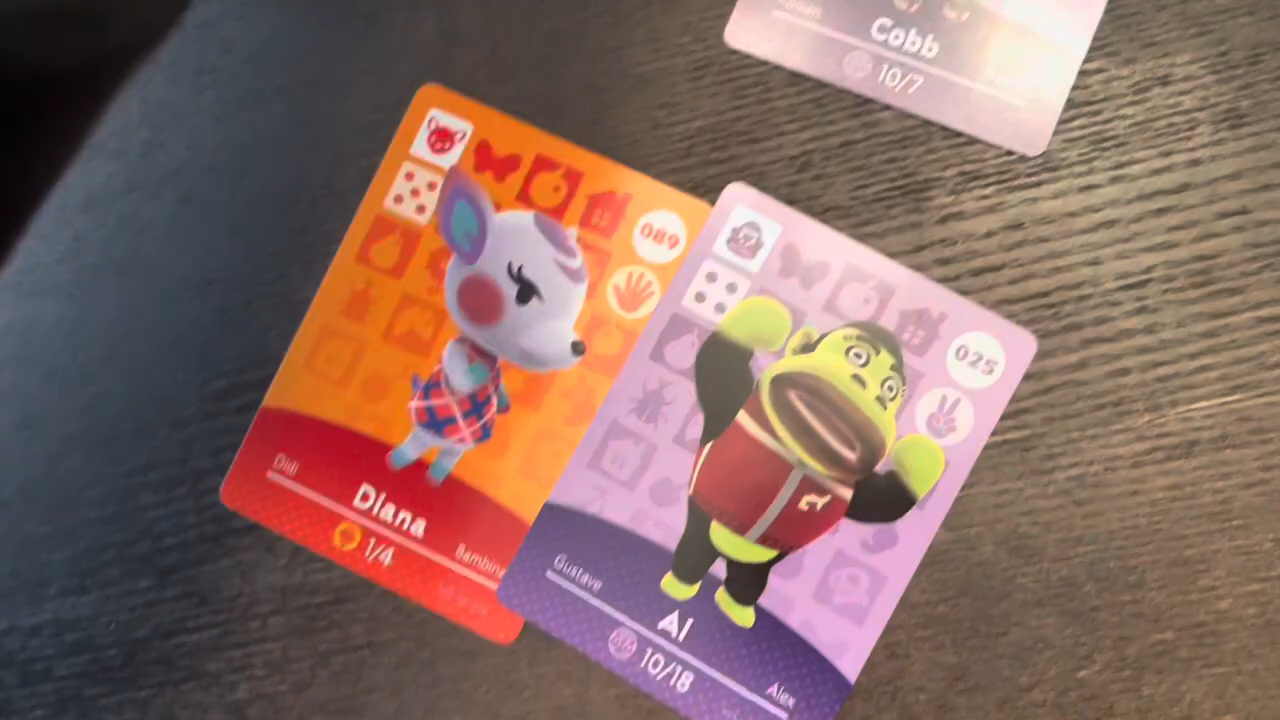 Cobb
10/7
089
Didi
Diana
Bambina
1/4
025
Gustave
Al
Alex
10/18